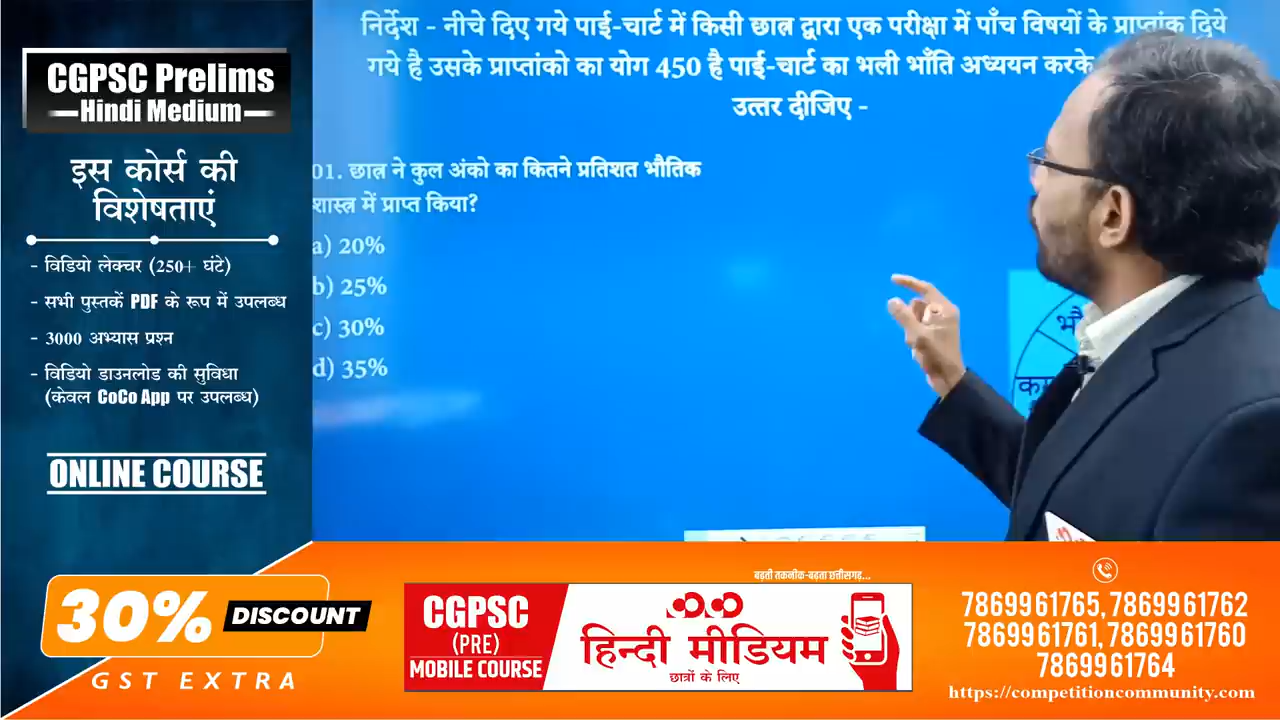 CGPSC Prelims
Hindi Medium
इस कोर्स की
विशेषताएं
- विडियो लेक्चर (250+ घंटे)
- सभी पुस्तकें PDF के रूप में उपलब्ध
- 3000 अभ्यास प्रश्न
- विडियो डाउनलोड की सुविधा
(केवल CoCo App पर उपलब्ध)
ONLINE COURSE
निर्देश - नीचे दिए गये पाई-चार्ट में किसी छात्र द्वारा एक परीक्षा में पाँच विषयों के प्राप्तांक दिये
गये है उसके प्राप्तांको का योग 450 है पाई-चार्ट का भली भाँति अध्ययन करके
उत्तर दीजिए -
01. छात्र ने कुल अंको का कितने प्रतिशत भौतिक
शास्त्र में प्राप्त किया?
a) 20%
b) 25%
c) 30%
d) 35%
30% DISCOUNT
GST EXTRA
बढ़ती तकनीक-बढ़ता छत्तीसगढ़...
CGPSC
(PRE)
MOBILE COURSE
हिन्दी मीडियम
छात्रों के लिए
7869961765, 7869961762
7869961761, 7869961760
7869961764
https://competitioncommunity.com